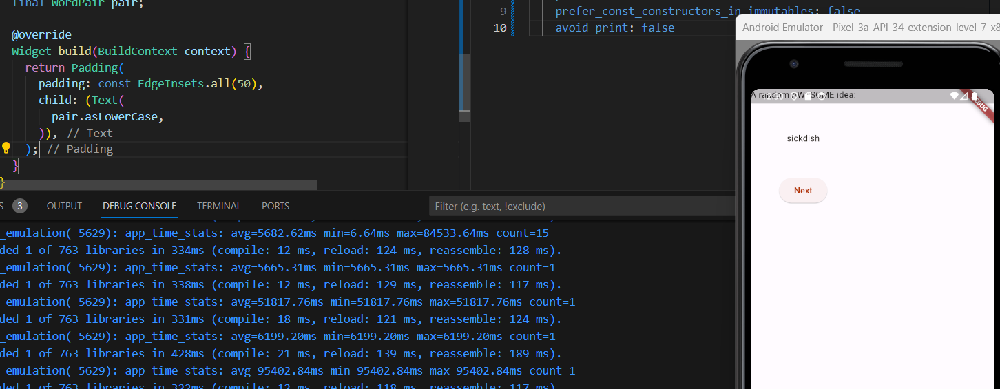 final WordPair pair;
@override
Widget build(BuildContext context) {
return Padding(
padding: const EdgeInsets.all(50),
child: (Text(
pair.asLowerCase,
)), // Text
); // Padding
}
}
9 prefer_const_constructors_in_immutables: false
10 avoid_print: false
Android Emulator - Pixel_3a_API_34_extension_level_7_x8
A random AWESOME idea:
sickdish
Next
S 3 OUTPUT DEBUG CONSOLE TERMINAL PORTS Filter (e.g. text, !exclude)
_emulation( 5629): app_time_stats: avg=5682.62ms min=6.64ms max=84533.64ms count=15
ded 1 of 763 libraries in 334ms (compile: 12 ms, reload: 124 ms, reassemble: 128 ms).
_emulation( 5629): app_time_stats: avg=5665.31ms min=5665.31ms max=5665.31ms count=1
ded 1 of 763 libraries in 338ms (compile: 12 ms, reload: 129 ms, reassemble: 117 ms).
_emulation( 5629): app_time_stats: avg=51817.76ms min=51817.76ms max=51817.76ms count=1
ded 1 of 763 libraries in 331ms (compile: 18 ms, reload: 121 ms, reassemble: 124 ms).
_emulation( 5629): app_time_stats: avg=6199.20ms min=6199.20ms max=6199.20ms count=1
ded 1 of 763 libraries in 428ms (compile: 21 ms, reload: 139 ms, reassemble: 189 ms).
_emulation( 5629): app_time_stats: avg=95402.84ms min=95402.84ms max=95402.84ms count=1
ded 1 of 763 libraries in 322ms (compile: 12 ms, reload: 118 ms, reassemble: 117 ms).